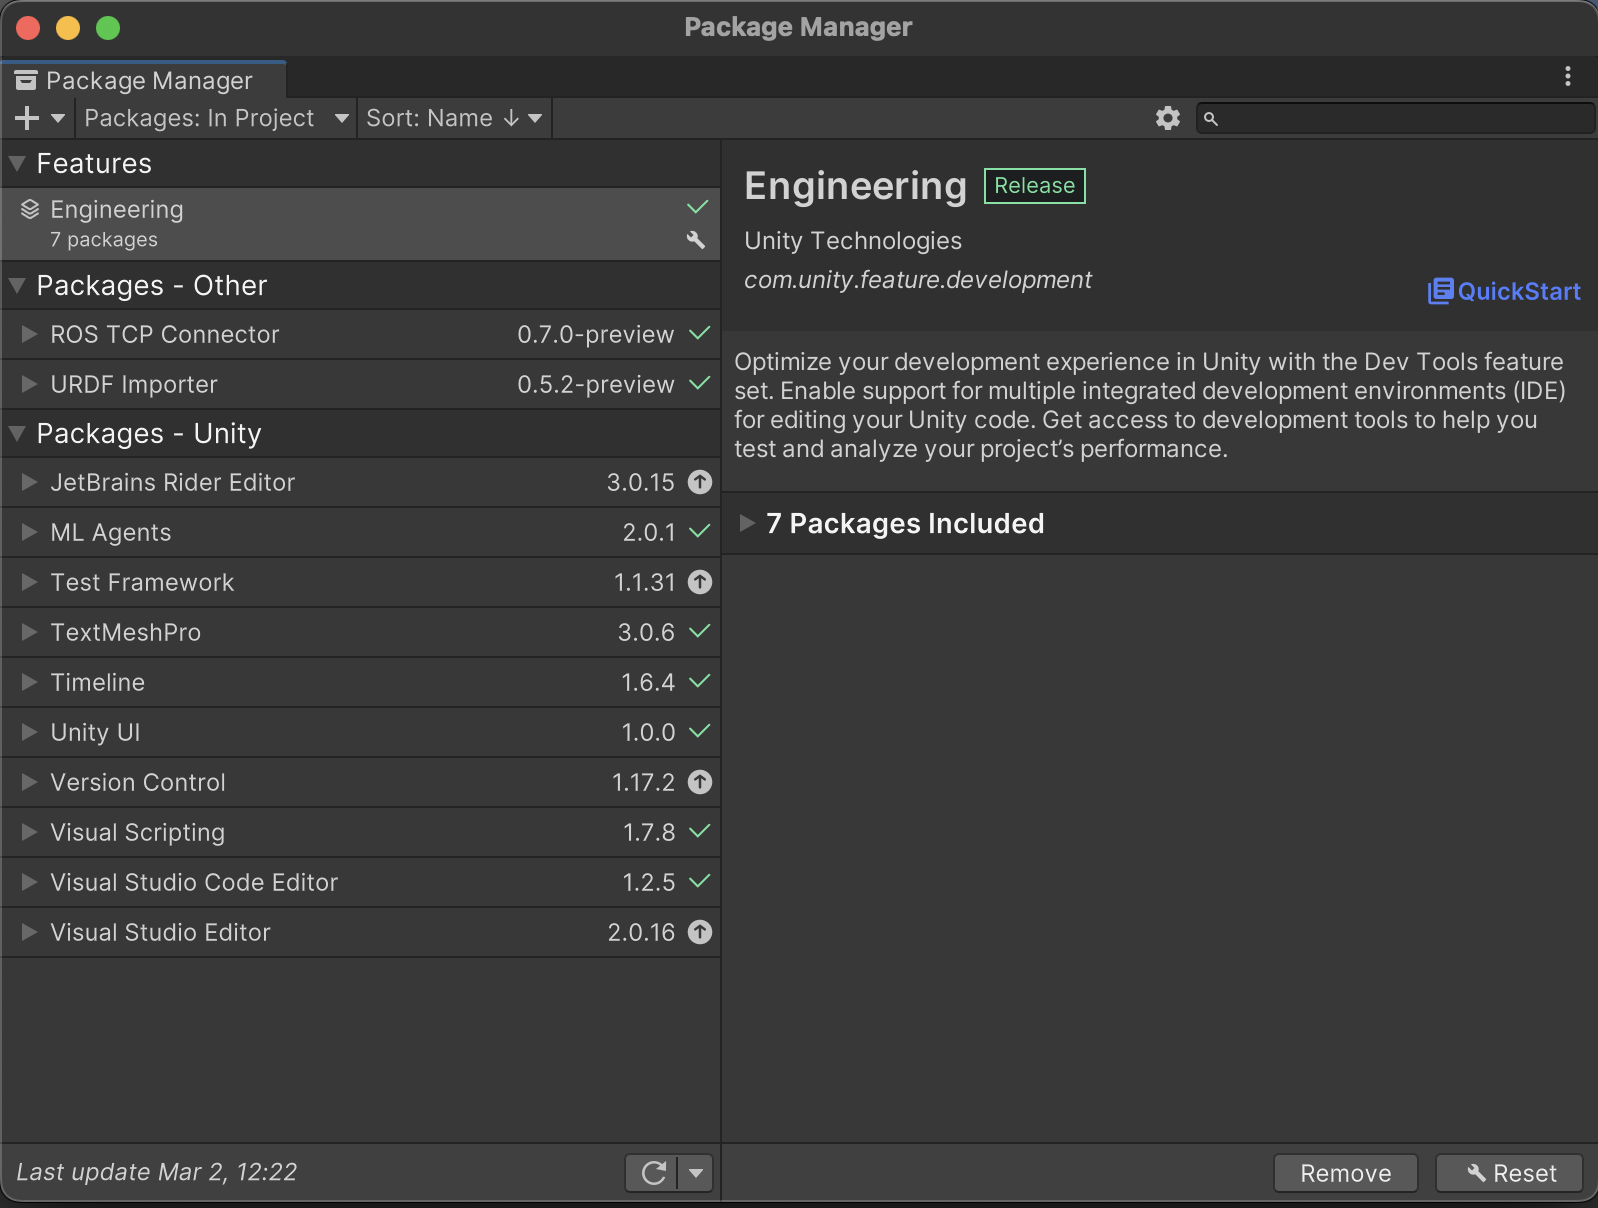 Package Manager
Package Manager
Packages: In Project
Sort: Name ↓
Features
Engineering
7 packages
Packages - Other
ROS TCP Connector 0.7.0-preview
URDF Importer 0.5.2-preview
Packages - Unity
JetBrains Rider Editor 3.0.15
ML Agents 2.0.1
Test Framework 1.1.31
TextMeshPro 3.0.6
Timeline 1.6.4
Unity UI 1.0.0
Version Control 1.17.2
Visual Scripting 1.7.8
Visual Studio Code Editor 1.2.5
Visual Studio Editor 2.0.16
Last update Mar 2, 12:22
Engineering Release
Unity Technologies
com.unity.feature.development
QuickStart
Optimize your development experience in Unity with the Dev Tools feature
set. Enable support for multiple integrated development environments (IDE)
for editing your Unity code. Get access to development tools to help you
test and analyze your project’s performance.
7 Packages Included
Remove
Reset